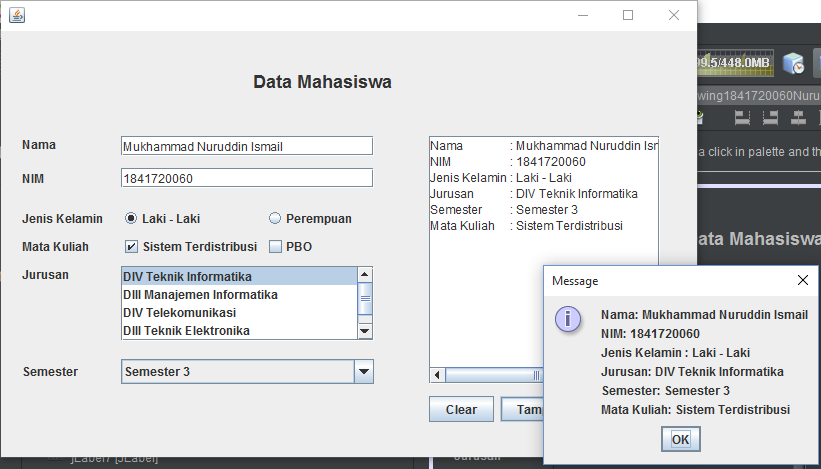 99.5/448.0MB
wing1841720060Nuru
a click in palette and th
Data Mahasiswa
Nama
Mukhammad Nuruddin Ismail
NIM
1841720060
Jenis Kelamin
Laki - Laki
Perempuan
Mata Kuliah
Sistem Terdistribusi
PBO
Jurusan
DIV Teknik Informatika
DIII Manajemen Informatika
DIV Telekomunikasi
DIII Teknik Elektronika
Semester
Semester 3
Nama : Mukhammad Nuruddin Ism
NIM : 1841720060
Jenis Kelamin : Laki - Laki
Jurusan : DIV Teknik Informatika
Semester : Semester 3
Mata Kuliah : Sistem Terdistribusi
Clear
Tamp
ata Mahasiswa
Message
Nama: Mukhammad Nuruddin Ismail
NIM: 1841720060
Jenis Kelamin : Laki - Laki
Jurusan: DIV Teknik Informatika
Semester: Semester 3
Mata Kuliah: Sistem Terdistribusi
OK
jLabel7 [JLabel]